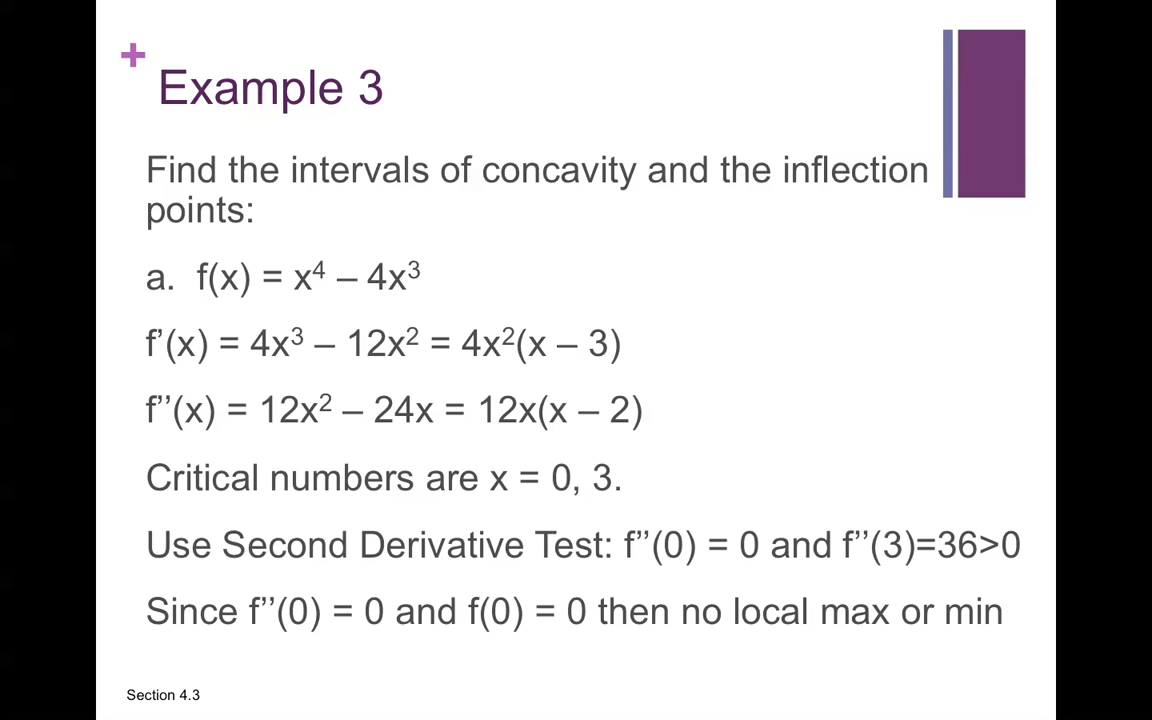 +
Example 3
Find the intervals of concavity and the inflection
points:
a. f(x) = x⁴ – 4x³
f’(x) = 4x³ – 12x² = 4x²(x – 3)
f’’(x) = 12x² – 24x = 12x(x – 2)
Critical numbers are x = 0, 3.
Use Second Derivative Test: f’’(0) = 0 and f’’(3)=36>0
Since f’’(0) = 0 and f(0) = 0 then no local max or min
Section 4.3